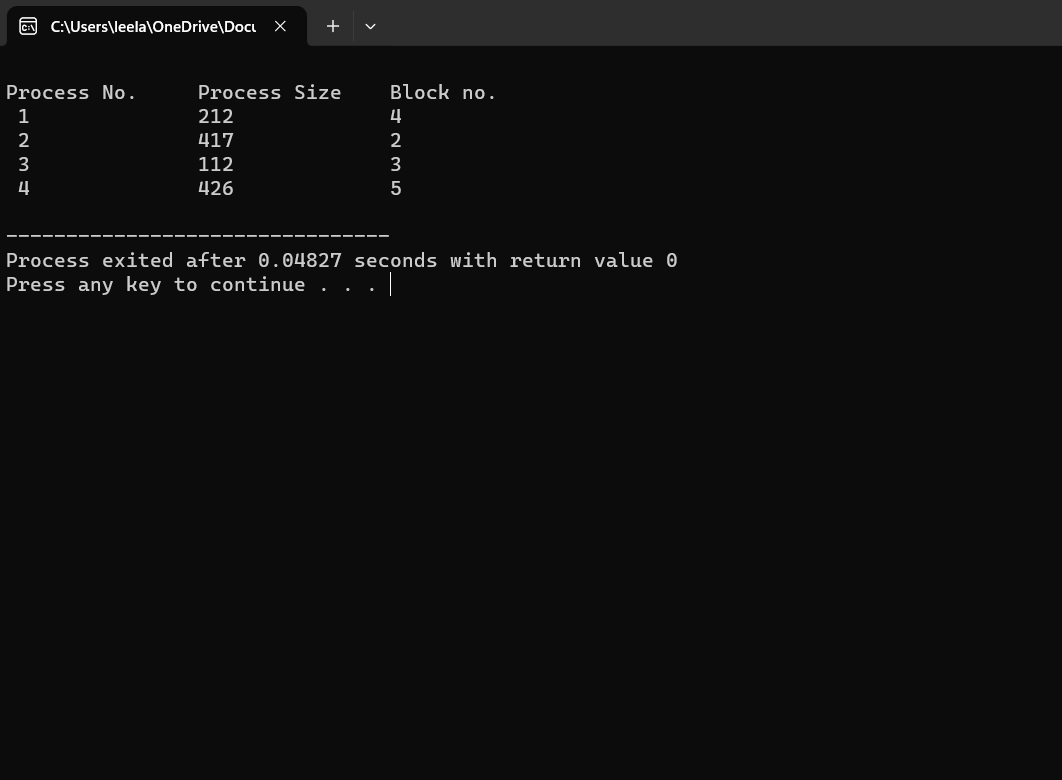 C:\Users\leela\OneDrive\Docu
Process No. Process Size Block no.
1 212 4
2 417 2
3 112 3
4 426 5
--------------------------------
Process exited after 0.04827 seconds with return value 0
Press any key to continue . . .